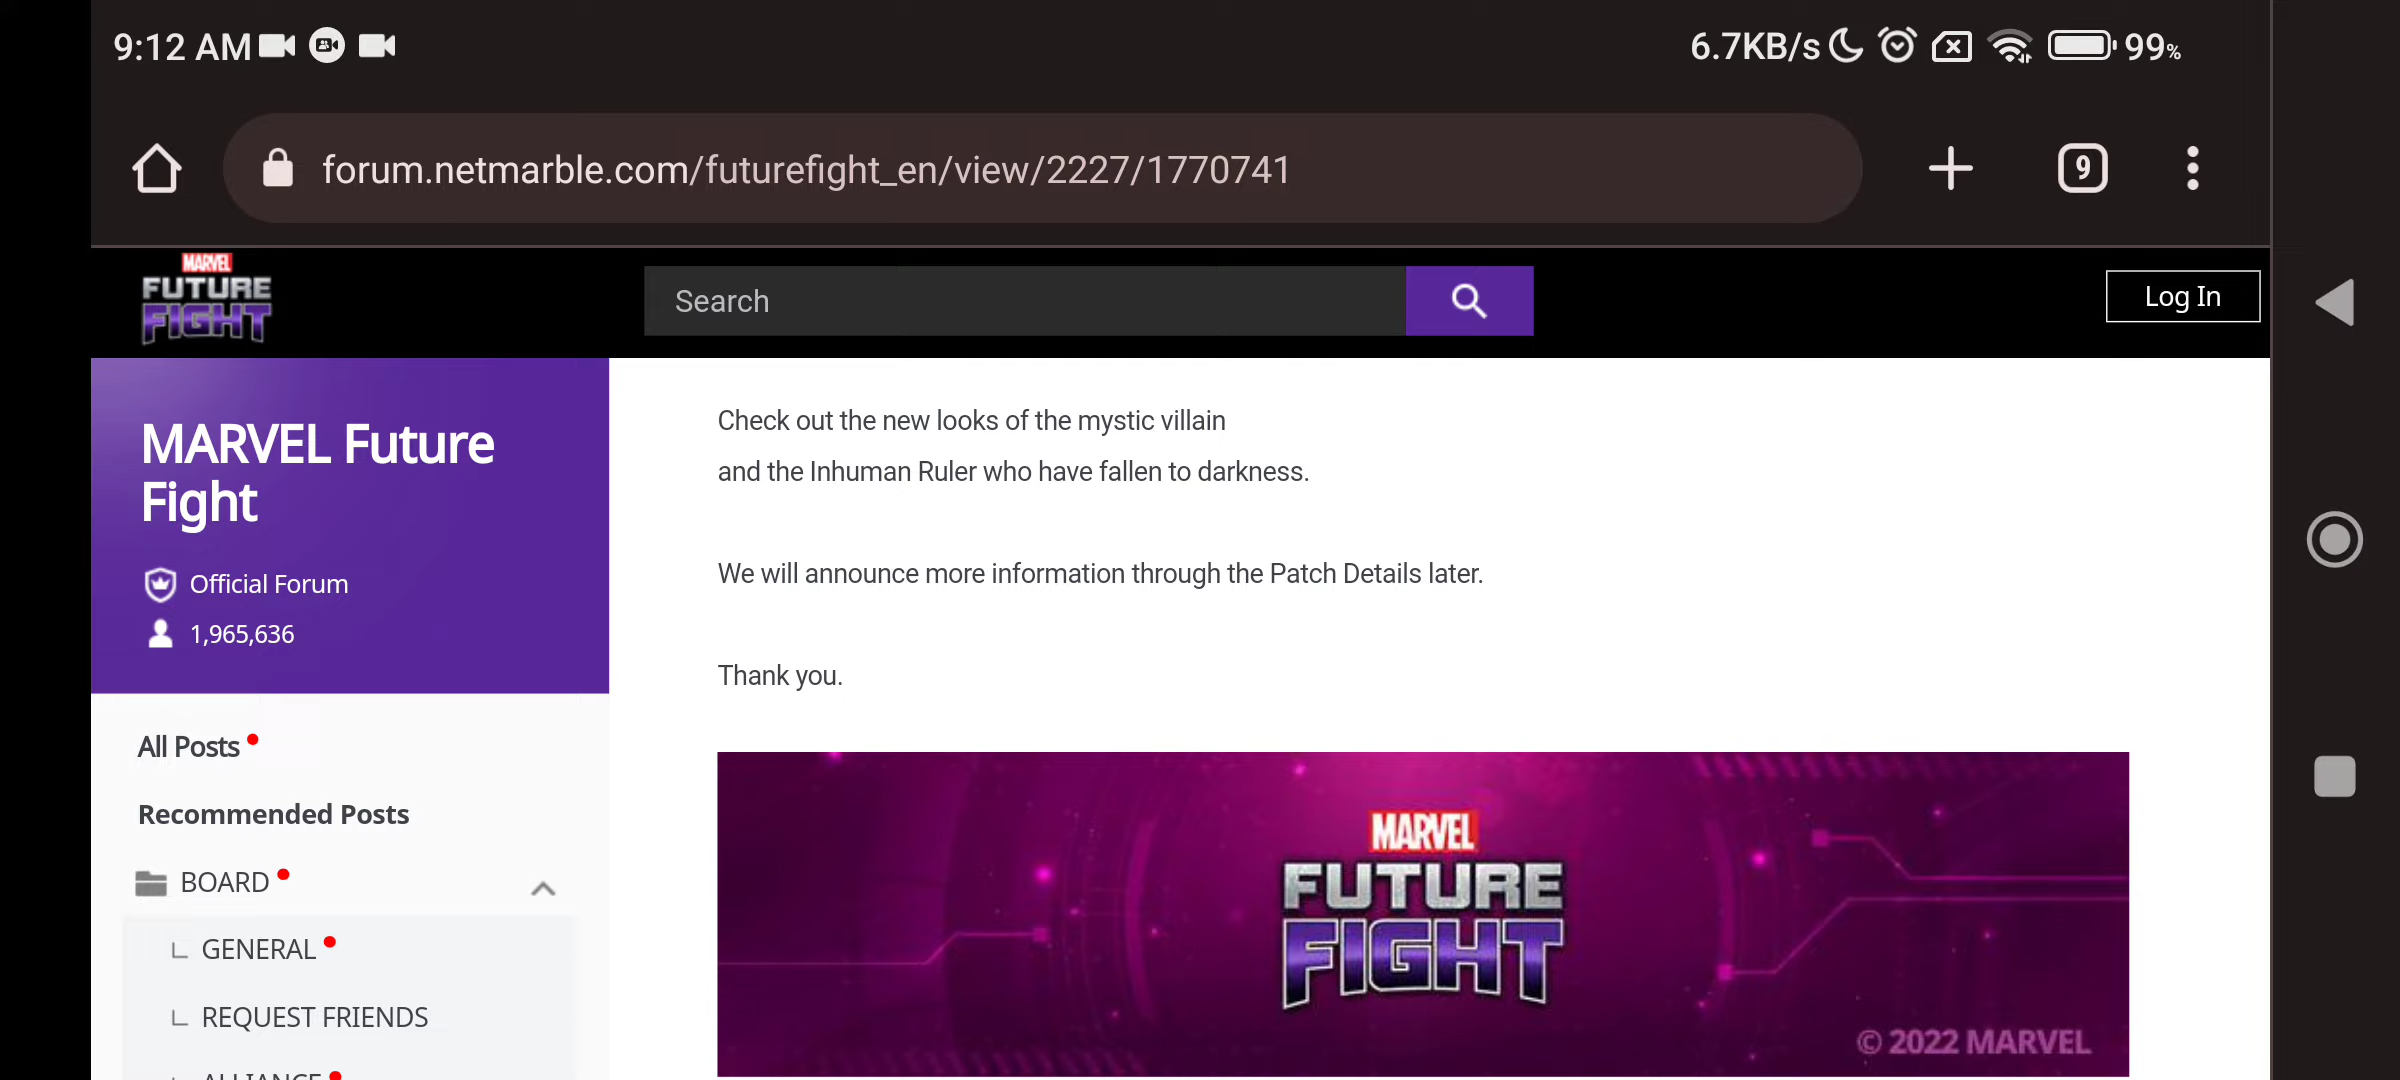 9:12 AM
6.7KB/s
99%
forum.netmarble.com/futurefight_en/view/2227/1770741
9
MARVEL
FUTURE
FIGHT
Search
Log In
MARVEL Future
Fight
Official Forum
1,965,636
All Posts
Recommended Posts
BOARD
GENERAL
REQUEST FRIENDS
ALLIANCE
Check out the new looks of the mystic villain
and the Inhuman Ruler who have fallen to darkness.
We will announce more information through the Patch Details later.
Thank you.
MARVEL
FUTURE
FIGHT
© 2022 MARVEL